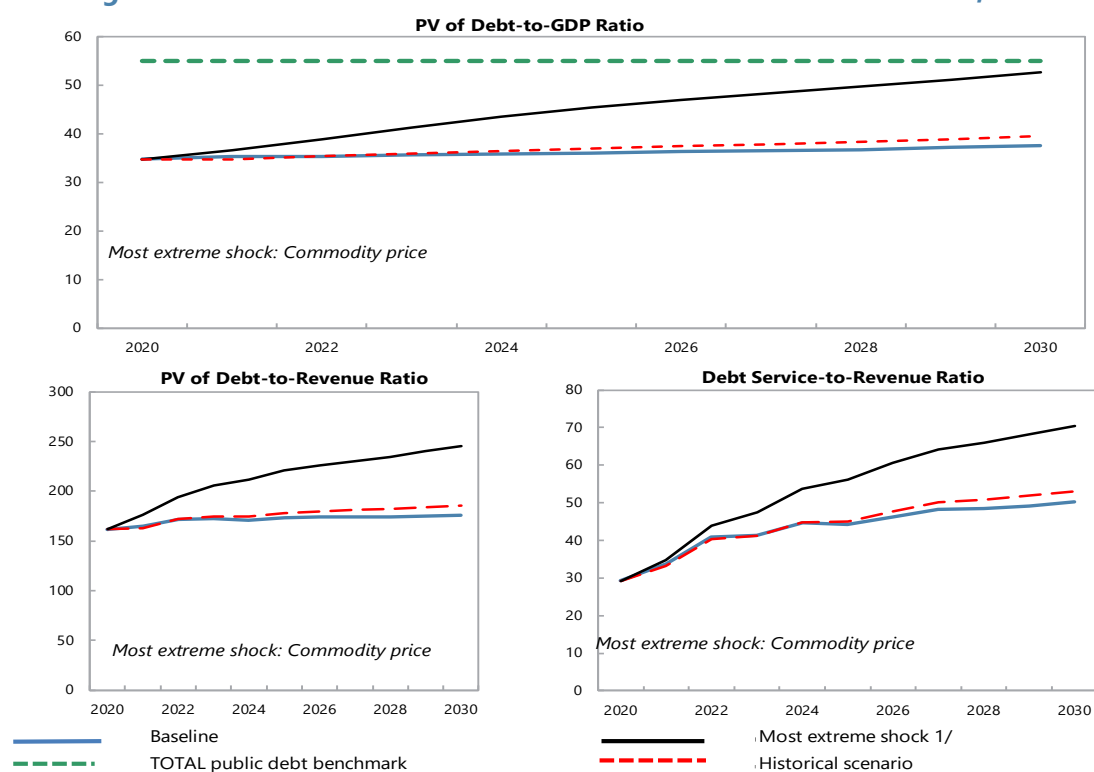 PV of Debt-to-GDP Ratio
60
50
40
30
20
10
0
Most extreme shock: Commodity price
2020 2022 2024 2026 2028 2030
PV of Debt-to-Revenue Ratio
300
250
200
150
100
50
0
Most extreme shock: Commodity price
2020 2022 2024 2026 2028 2030
Debt Service-to-Revenue Ratio
80
70
60
50
40
30
20
10
0
Most extreme shock: Commodity price
2020 2022 2024 2026 2028 2030
Baseline
Most extreme shock 1/
TOTAL public debt benchmark
Historical scenario